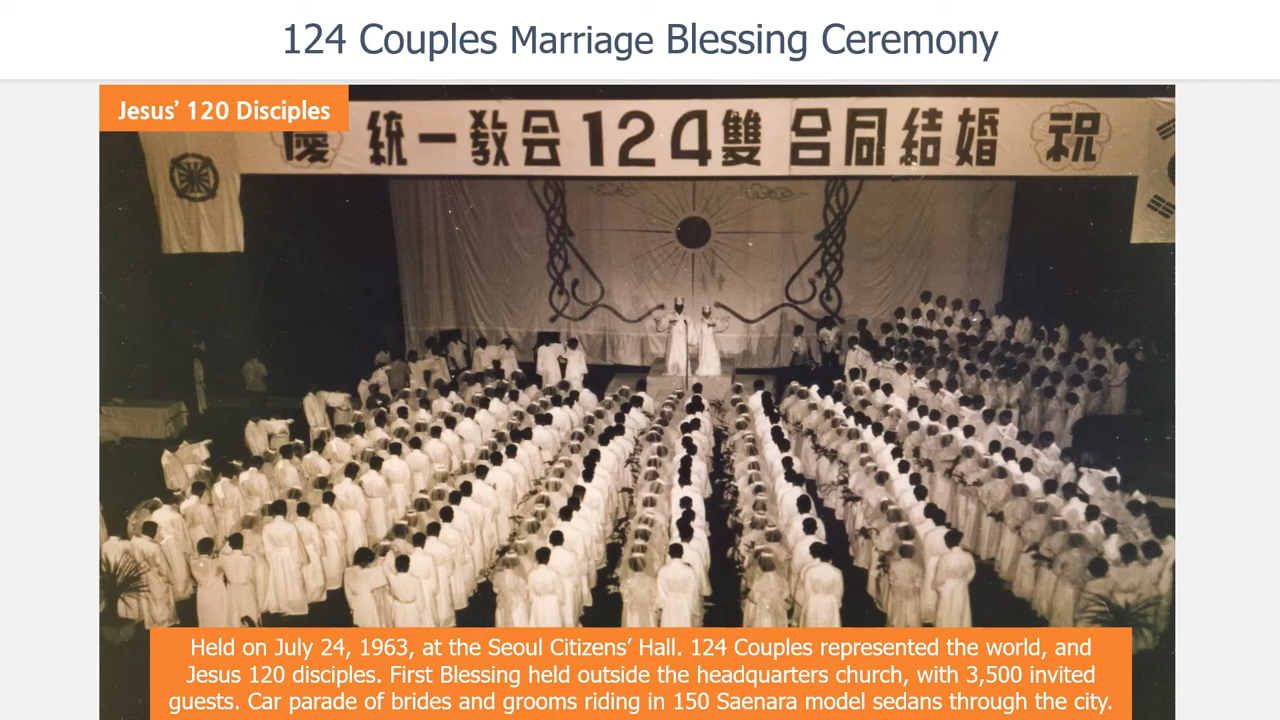 124 Couples Marriage Blessing Ceremony
Jesus’ 120 Disciples
慶 統一敎会124雙 合同結婚 祝
Held on July 24, 1963, at the Seoul Citizens’ Hall. 124 Couples represented the world, and
Jesus 120 disciples. First Blessing held outside the headquarters church, with 3,500 invited
guests. Car parade of brides and grooms riding in 150 Saenara model sedans through the city.